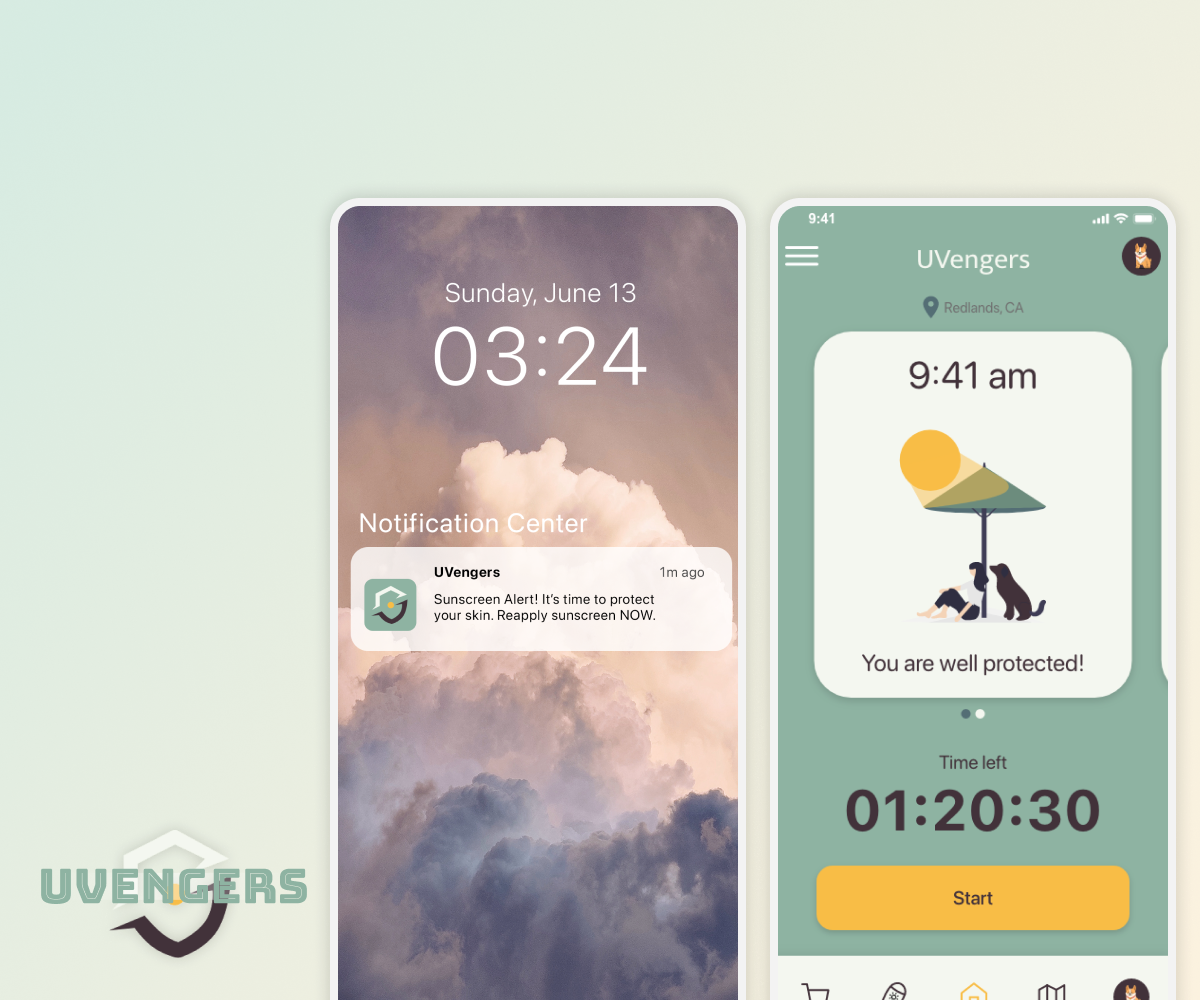 Sunday, June 13
03:24
Notification Center
UVengers
1m ago
Sunscreen Alert! It's time to protect
your skin. Reapply sunscreen NOW.
9:41
UVengers
Redlands, CA
9:41 am
You are well protected!
Time left
01:20:30
Start
UVENGERS